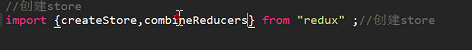 //创建store
import {createStore,combineReducers} from "redux" ;//创建store